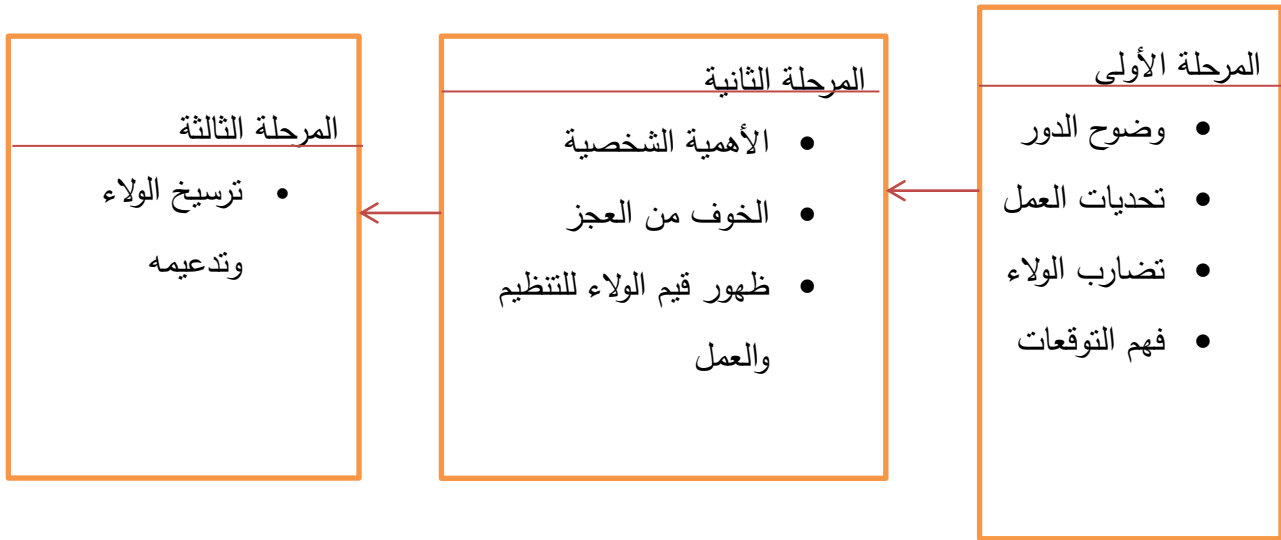 المرحلة الأولى
• وضوح الدور
• تحديات العمل
• تضارب الولاء
• فهم التوقعات
المرحلة الثانية
• الأهمية الشخصية
• الخوف من العجز
• ظهور قيم الولاء للتنظيم
والعمل
المرحلة الثالثة
• ترسيخ الولاء
وتدعيمه